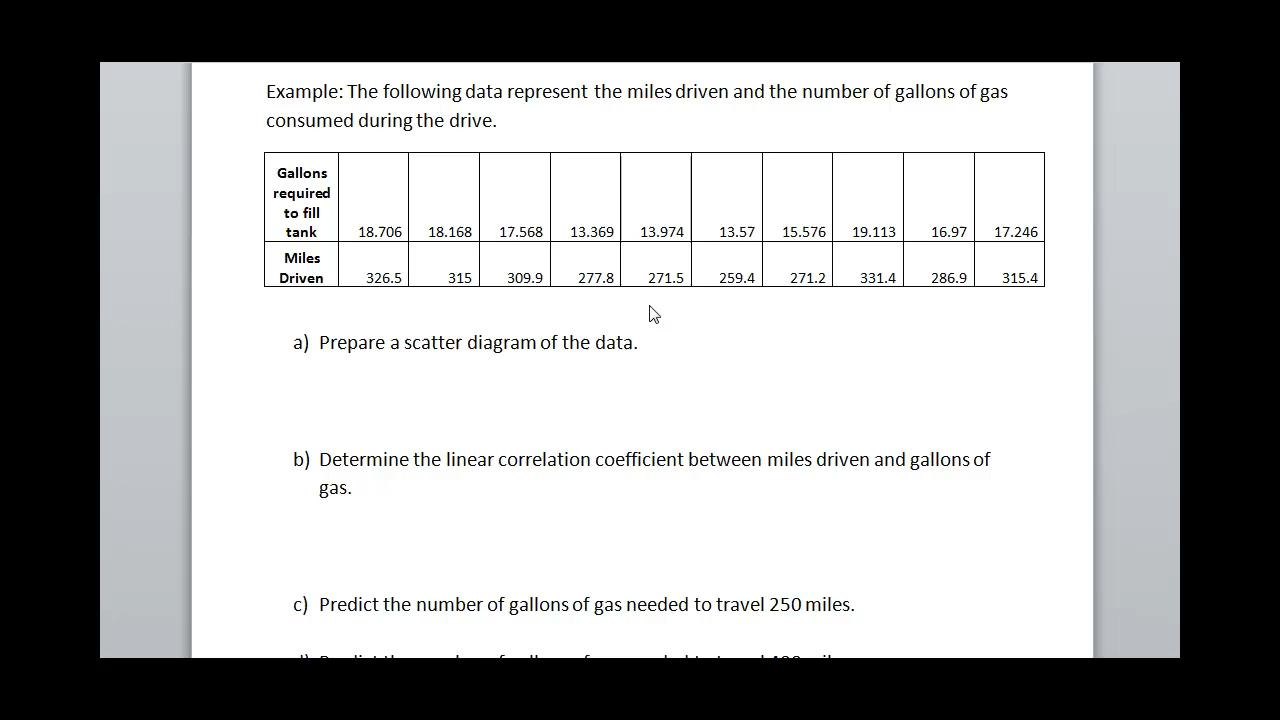 Example: The following data represent the miles driven and the number of gallons of gas
consumed during the drive.
Gallons
required
to fill
tank 18.706 18.168 17.568 13.369 13.974 13.57 15.576 19.113 16.97 17.246
Miles
Driven 326.5 315 309.9 277.8 271.5 259.4 271.2 331.4 286.9 315.4
a) Prepare a scatter diagram of the data.
b) Determine the linear correlation coefficient between miles driven and gallons of
gas.
c) Predict the number of gallons of gas needed to travel 250 miles.